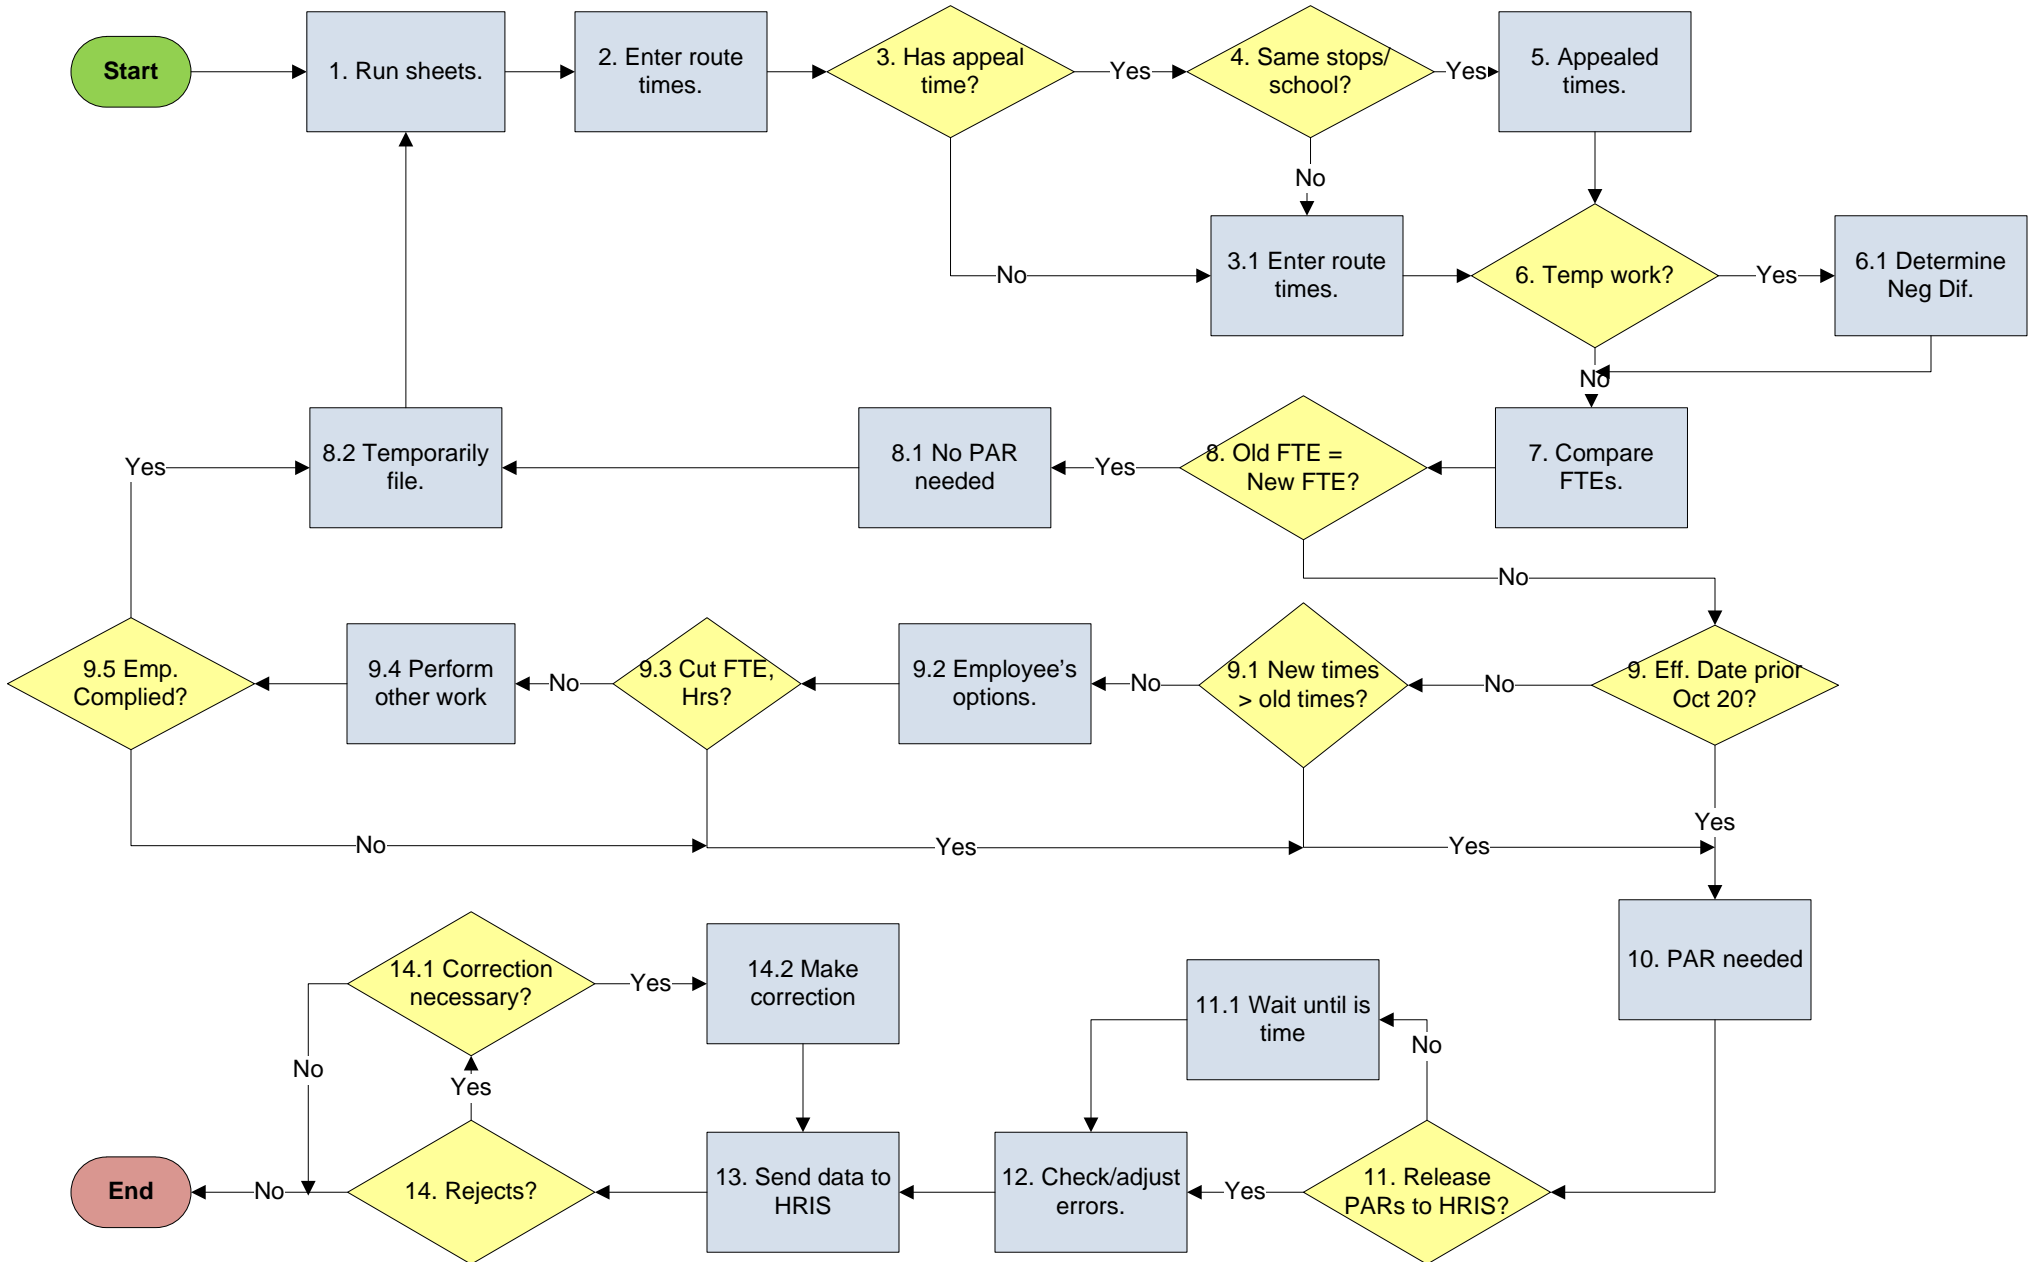 Start
1. Run sheets.
2. Enter route
times.
3. Has appeal
time?
Yes
4. Same stops/
school?
Yes
5. Appealed
times.
No
No
3.1 Enter route
times.
6. Temp work?
Yes
6.1 Determine
Neg Dif.
No
Yes
8.2 Temporarily
file.
8.1 No PAR
needed
Yes
8. Old FTE =
New FTE?
7. Compare
FTEs.
No
9.5 Emp.
Complied?
9.4 Perform
other work
No
9.3 Cut FTE,
Hrs?
9.2 Employee's
options.
No
9.1 New times
> old times?
No
9. Eff. Date prior
Oct 20?
Yes
No
Yes
Yes
10. PAR needed
14.1 Correction
necessary?
Yes
14.2 Make
correction
11.1 Wait until is
time
No
No
Yes
End
No
14. Rejects?
13. Send data to
HRIS
12. Check/adjust
errors.
Yes
11. Release
PARs to HRIS?